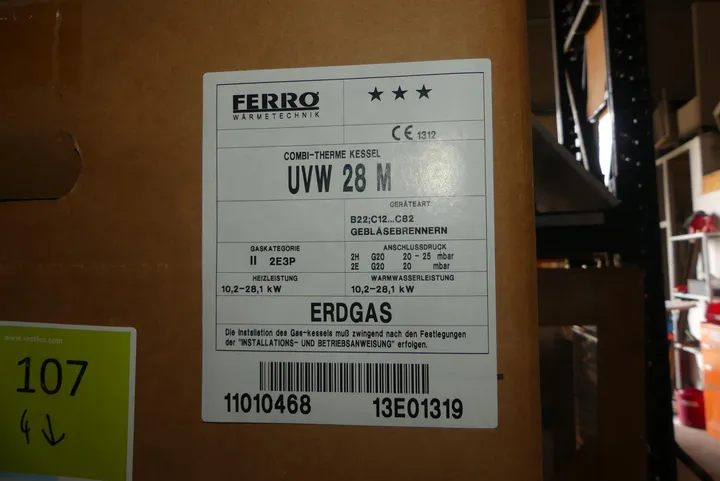 FERRO
WÄRMETECHNIK
★★★
CE 1312
COMBI-THERME KESSEL
UVW 28 M
GERÄTEART
B22;C12...C82
GEBLÄSEBRENNERN
GASKATEGORIE
II 2E3P
ANSCHLUSSDRUCK
2H G20 20 - 25 mbar
2E G20 20 mbar
HEIZLEISTUNG
10,2-28,1 kW
WARMWASSERLEISTUNG
10,2-28,1 kW
ERDGAS
Die Installation des Gas-kessels muß zwingend nach den Festlegungen
der "INSTALLATIONS- UND BETRIEBSANWEISUNG" erfolgen.
11010468 13E01319
107
4 ↓